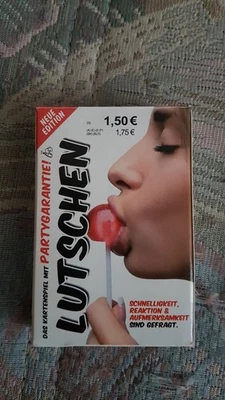 NEUE
EDITION
1,50 €
1,75 €
DAS KARTENSPIEL MIT PARTYGARANTIE!
LUTSCHEN
SCHNELLIGKEIT,
REAKTION &
AUFMERKSAMKEIT
SIND GEFRAGT.